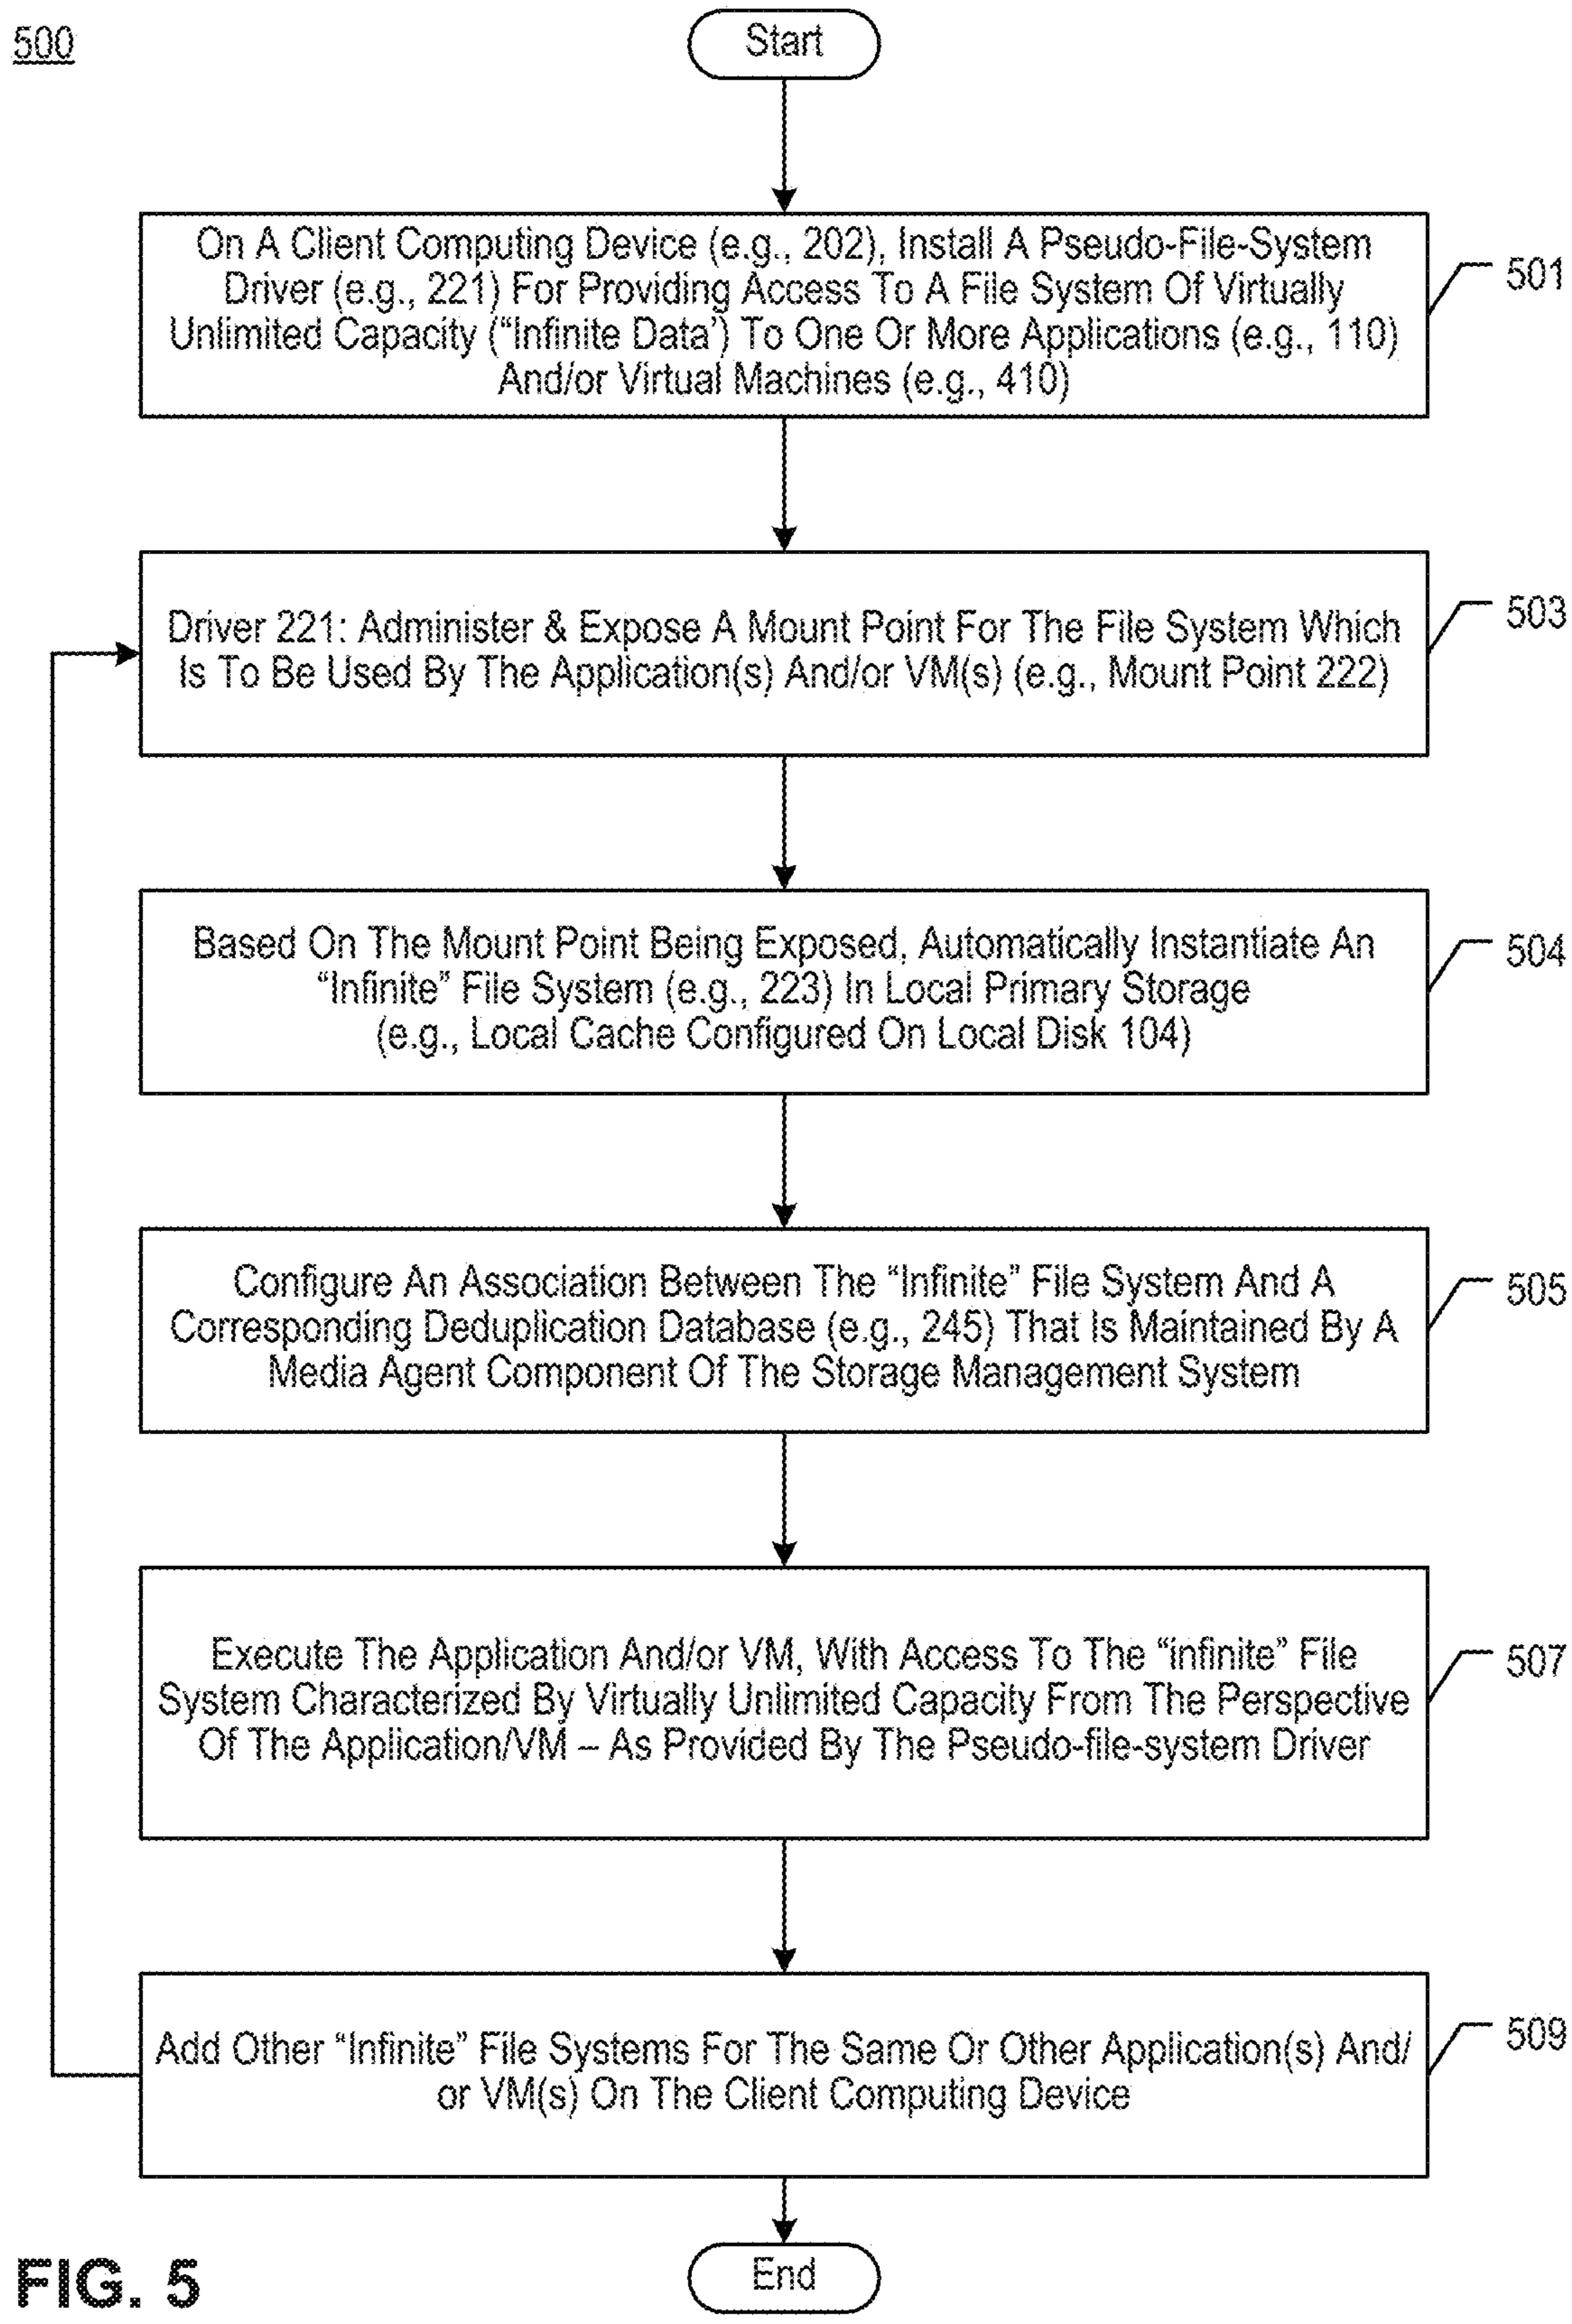 500
Start
On A Client Computing Device (e.g., 202), Install A Pseudo-File-System
Driver (e.g., 221) For Providing Access To A File System Of Virtually
Unlimited Capacity ("Infinite Data') To One Or More Applications (e.g., 110)
And/or Virtual Machines (e.g., 410)
501
Driver 221: Administer & Expose A Mount Point For The File System Which
Is To Be Used By The Application(s) And/or VM(s) (e.g., Mount Point 222)
503
Based On The Mount Point Being Exposed, Automatically Instantiate An
“Infinite” File System (e.g., 223) In Local Primary Storage
(e.g., Local Cache Configured On Local Disk 104)
504
Configure An Association Between The “Infinite” File System And A
Corresponding Deduplication Database (e.g., 245) That Is Maintained By A
Media Agent Component Of The Storage Management System
505
Execute The Application And/or VM, With Access To The “infinite” File
System Characterized By Virtually Unlimited Capacity From The Perspective
Of The Application/VM – As Provided By The Pseudo-file-system Driver
507
Add Other “Infinite” File Systems For The Same Or Other Application(s) And/
or VM(s) On The Client Computing Device
509
End
FIG. 5